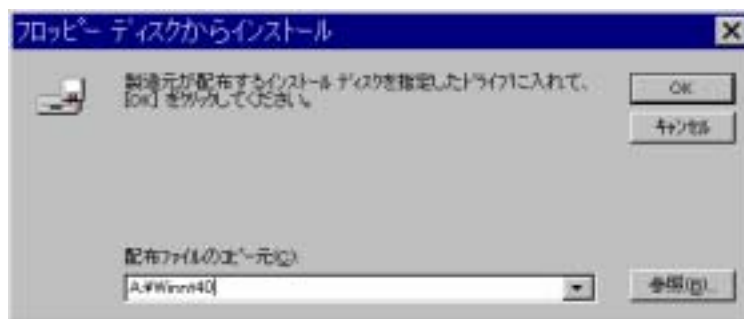 フロッピー ディスクからインストール
製造元が配布するインストール ディスクを指定したドライブに入れて、
[OK] をクリックしてください。
OK
キャンセル
配布ファイルのコピー元(C):
A:¥Winnt40
参照(B)...